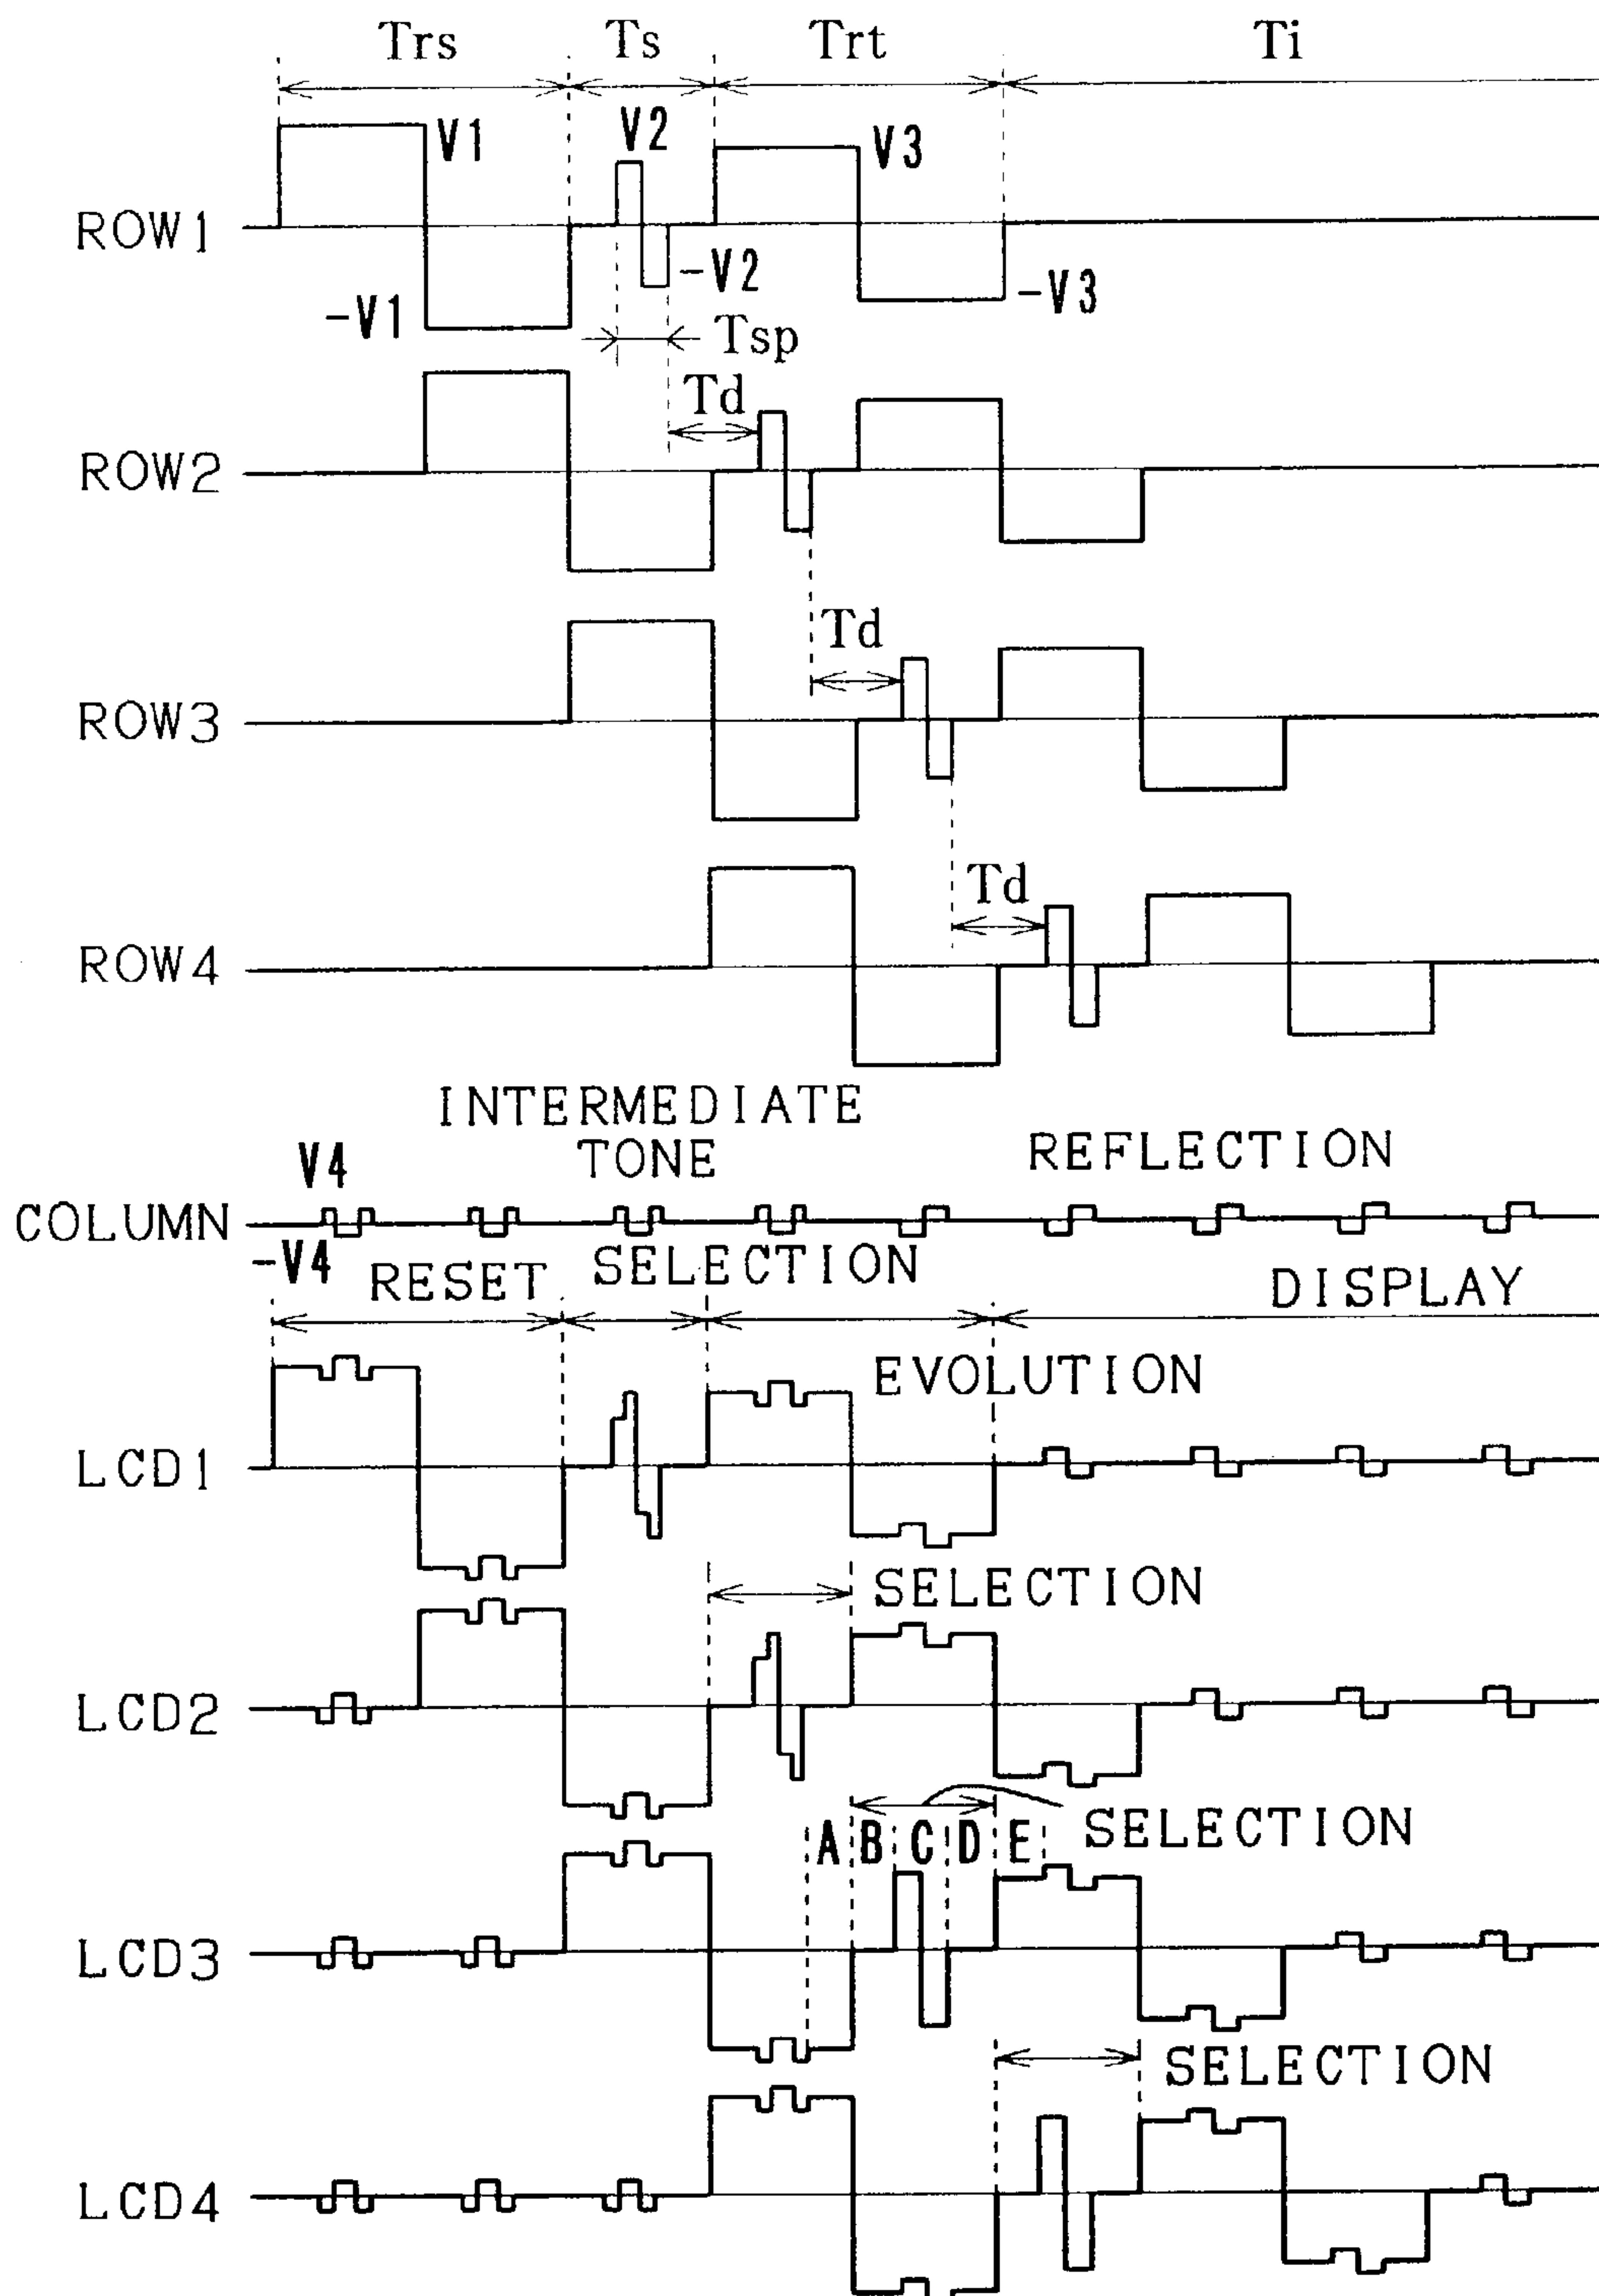 Trs Ts Trt Ti
V1 V2 V3
ROW1
-V1 -V2 -V3
Tsp
Td
ROW2
Td
ROW3
Td
ROW4
INTERMEDIATE
TONE
REFLECTION
V4
COLUMN
-V4
RESET SELECTION DISPLAY
EVOLUTION
LCD1
SELECTION
LCD2
A B C D E SELECTION
LCD3
SELECTION
LCD4